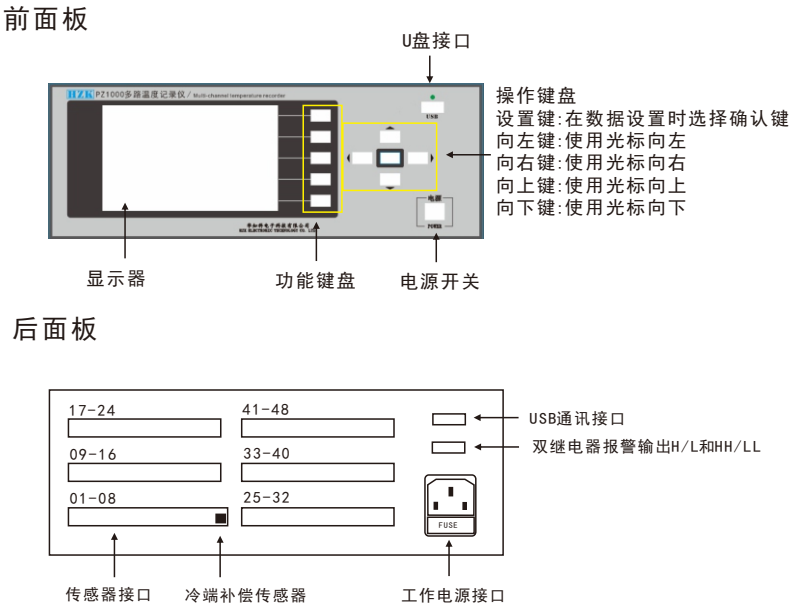 前面板
U盘接口
HZK PZ1000多路温度记录仪/ Multi-channel temperature recorder
USB
操作键盘
设置键:在数据设置时选择确认键
向左键:使用光标向左
向右键:使用光标向右
向上键:使用光标向上
向下键:使用光标向下
电源
POWER
显示器
功能键盘
电源开关
后面板
17-24
41-48
USB通讯接口
09-16
33-40
双继电器报警输出H/L和HH/LL
01-08
25-32
FUSE
传感器接口
冷端补偿传感器
工作电源接口